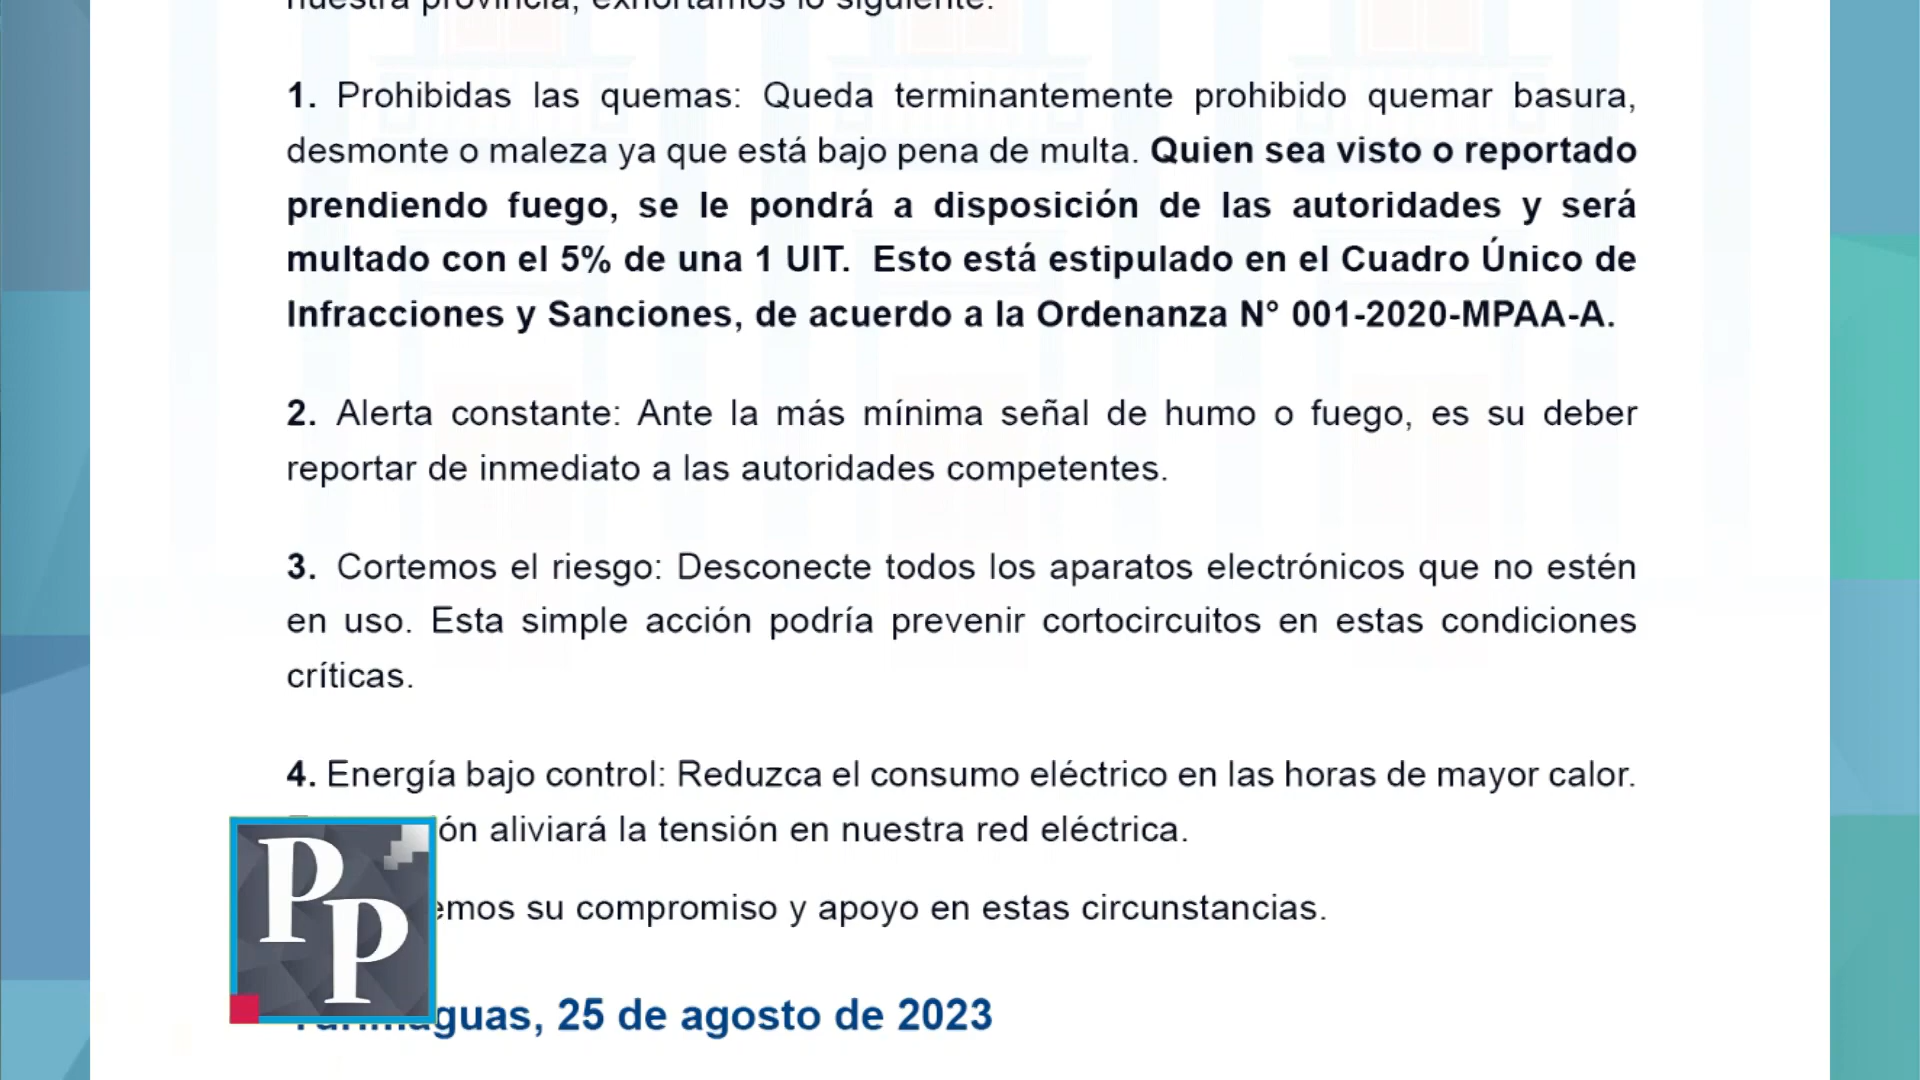 nuestra provincia, exhortamos lo siguiente:
1. Prohibidas las quemas: Queda terminantemente prohibido quemar basura,
desmonte o maleza ya que está bajo pena de multa. Quien sea visto o reportado
prendiendo fuego, se le pondrá a disposición de las autoridades y será
multado con el 5% de una 1 UIT. Esto está estipulado en el Cuadro Único de
Infracciones y Sanciones, de acuerdo a la Ordenanza N° 001-2020-MPAA-A.
2. Alerta constante: Ante la más mínima señal de humo o fuego, es su deber
reportar de inmediato a las autoridades competentes.
3. Cortemos el riesgo: Desconecte todos los aparatos electrónicos que no estén
en uso. Esta simple acción podría prevenir cortocircuitos en estas condiciones
críticas.
4. Energía bajo control: Reduzca el consumo eléctrico en las horas de mayor calor.
aliviará la tensión en nuestra red eléctrica.
su compromiso y apoyo en estas circunstancias.
PP
Yurimaguas, 25 de agosto de 2023